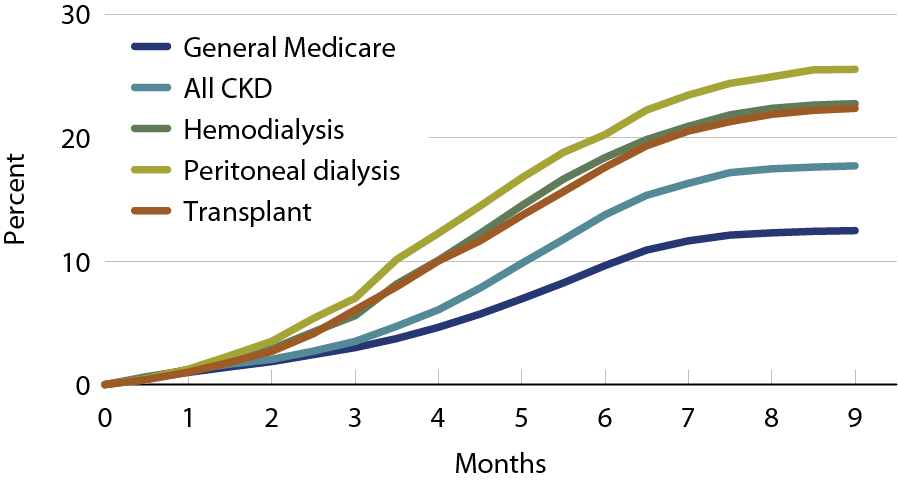 30
20
10
0
Percent
General Medicare
All CKD
Hemodialysis
Peritoneal dialysis
Transplant
0 1 2 3 4 5 6 7 8 9
Months